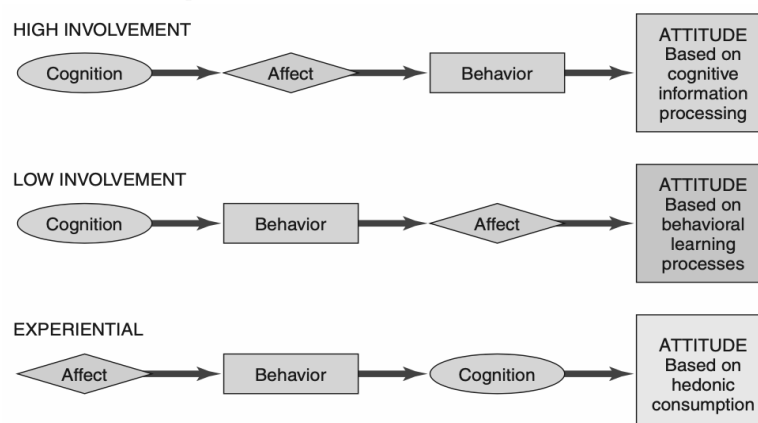 HIGH INVOLVEMENT
Cognition
Affect
Behavior
ATTITUDE
Based on
cognitive
information
processing
LOW INVOLVEMENT
Cognition
Behavior
Affect
ATTITUDE
Based on
behavioral
learning
processes
EXPERIENTIAL
Affect
Behavior
Cognition
ATTITUDE
Based on
hedonic
consumption